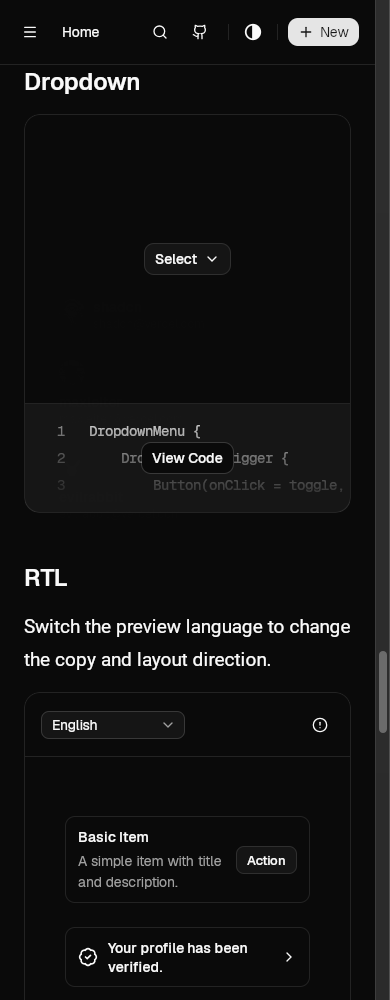 Home
New
Dropdown
Select
1 DropdownMenu {
2 igger {
View Code
3 Button(onClick = toggle,
RTL
Switch the preview language to change
the copy and layout direction.
English
Basic Item
A simple item with title
and description.
Action
Your profile has been
verified.